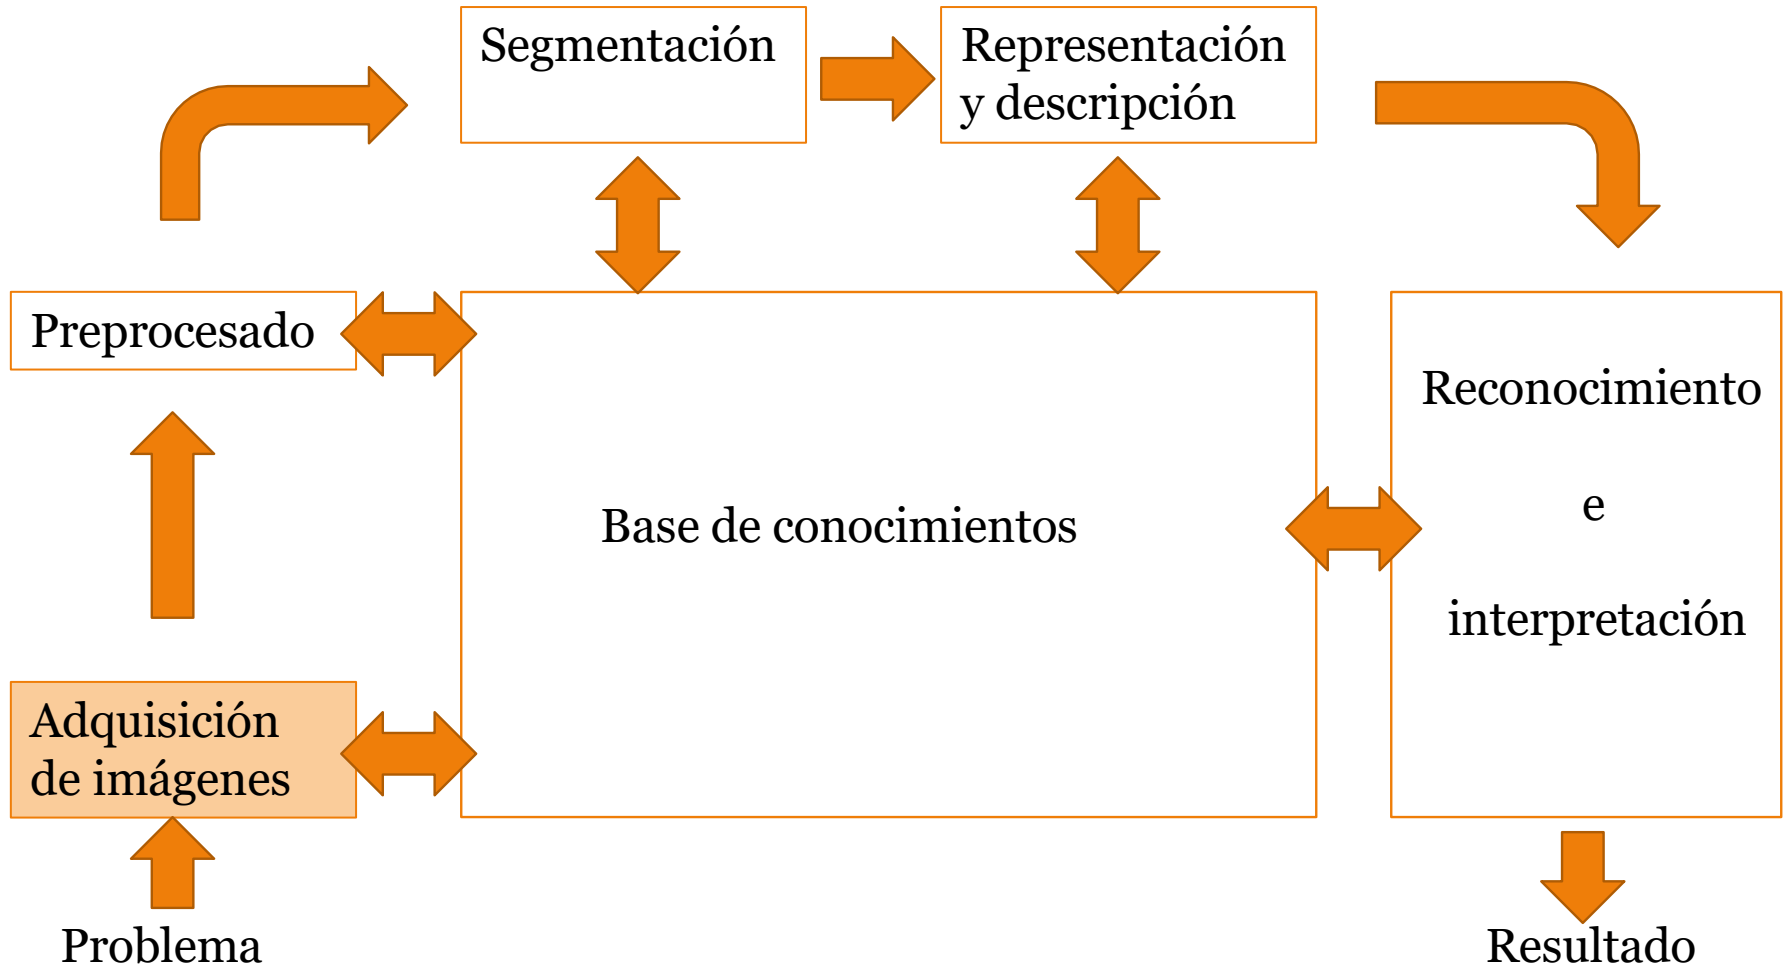 Segmentación
Representación
y descripción
Preprocesado
Reconocimiento
e
interpretación
Base de conocimientos
Adquisición
de imágenes
Problema
Resultado